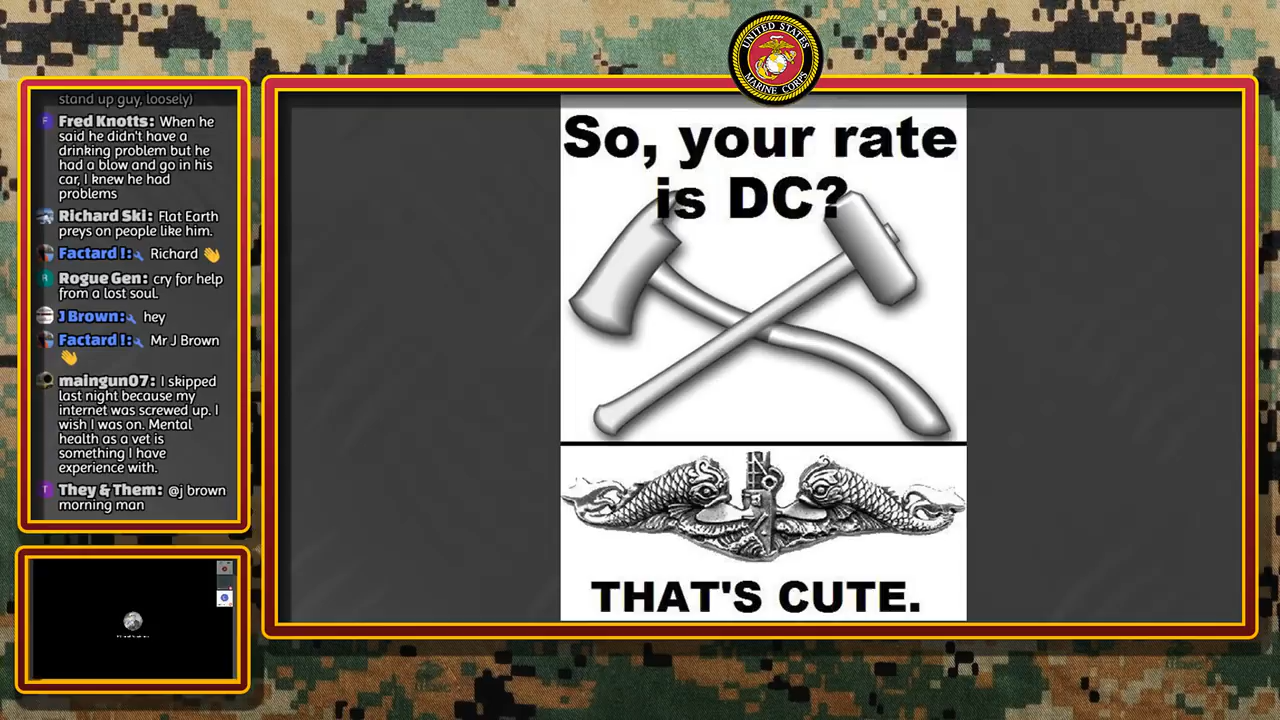 UNITED STATES
MARINE CORPS
stand up guy, loosely)
F Fred Knotts: When he
said he didn't have a
drinking problem but he
had a blow and go in his
car, I knew he had
problems
Richard Ski: Flat Earth
preys on people like him.
Factard !: Richard 👋
R Rogue Gen: cry for help
from a lost soul.
J Brown: hey
Factard !: Mr J Brown
👋
maingun07: I skipped
last night because my
internet was screwed up. I
wish I was on. Mental
health as a vet is
something I have
experience with.
T They & Them: @j brown
morning man
So, your rate
is DC?
THAT'S CUTE.